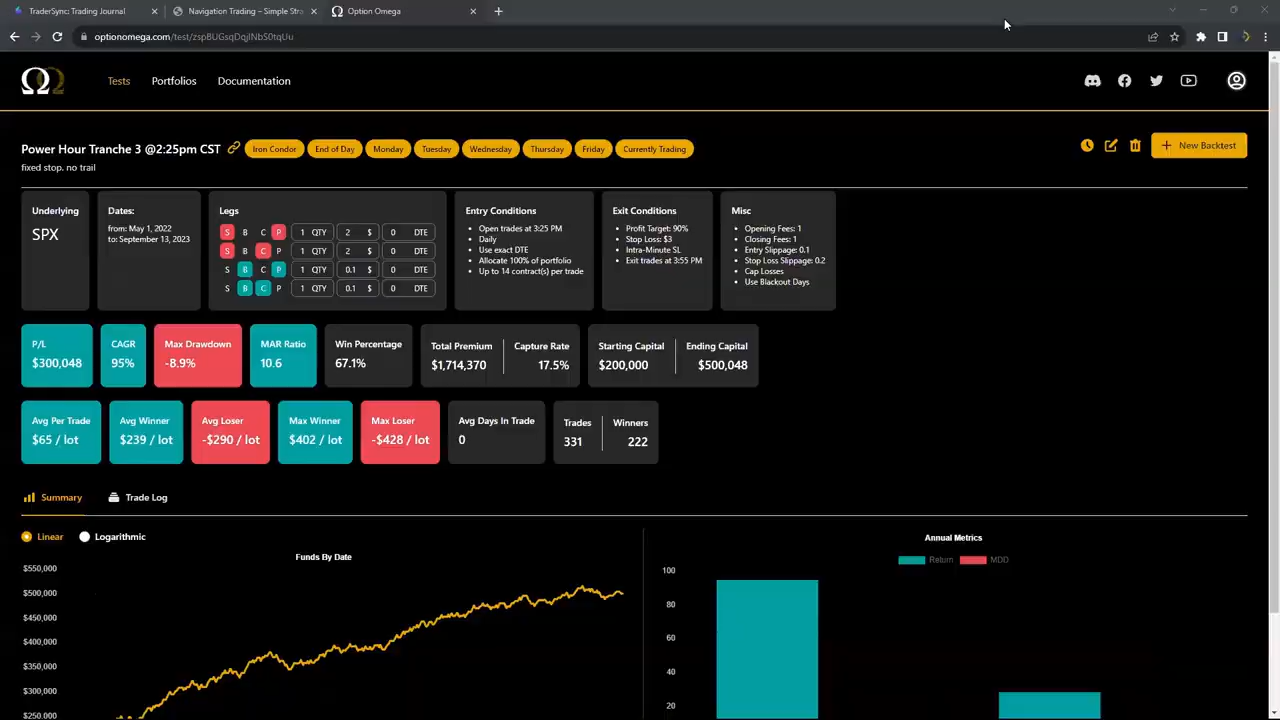 TraderSync: Trading Journal
Navigation Trading – Simple Stra
Option Omega
optionomega.com/test/zspBUGsqDqjlNbS0tqUu
Tests Portfolios Documentation
Power Hour Tranche 3 @2:25pm CST Iron Condor End of Day Monday Tuesday Wednesday Thursday Friday Currently Trading
fixed stop. no trail
+ New Backtest
Underlying
SPX
Dates:
from: May 1, 2022
to: September 13, 2023
Legs
S B C P 1 QTY 2 $ 0 DTE
S B C P 1 QTY 2 $ 0 DTE
S B C P 1 QTY 0.1 $ 0 DTE
S B C P 1 QTY 0.1 $ 0 DTE
Entry Conditions
• Open trades at 3:25 PM
• Daily
• Use exact DTE
• Allocate 100% of portfolio
• Up to 14 contract(s) per trade
Exit Conditions
• Profit Target: 90%
• Stop Loss: $3
• Intra-Minute SL
• Exit trades at 3:55 PM
Misc
• Opening Fees: 1
• Closing Fees: 1
• Entry Slippage: 0.1
• Stop Loss Slippage: 0.2
• Cap Losses
• Use Blackout Days
P/L
$300,048
CAGR
95%
Max Drawdown
-8.9%
MAR Ratio
10.6
Win Percentage
67.1%
Total Premium
$1,714,370
Capture Rate
17.5%
Starting Capital
$200,000
Ending Capital
$500,048
Avg Per Trade
$65 / lot
Avg Winner
$239 / lot
Avg Loser
-$290 / lot
Max Winner
$402 / lot
Max Loser
-$428 / lot
Avg Days In Trade
0
Trades
331
Winners
222
Summary Trade Log
Linear Logarithmic
Funds By Date
$550,000
$500,000
$450,000
$400,000
$350,000
$300,000
$250,000
Annual Metrics
Return MDD
100
80
60
40
20